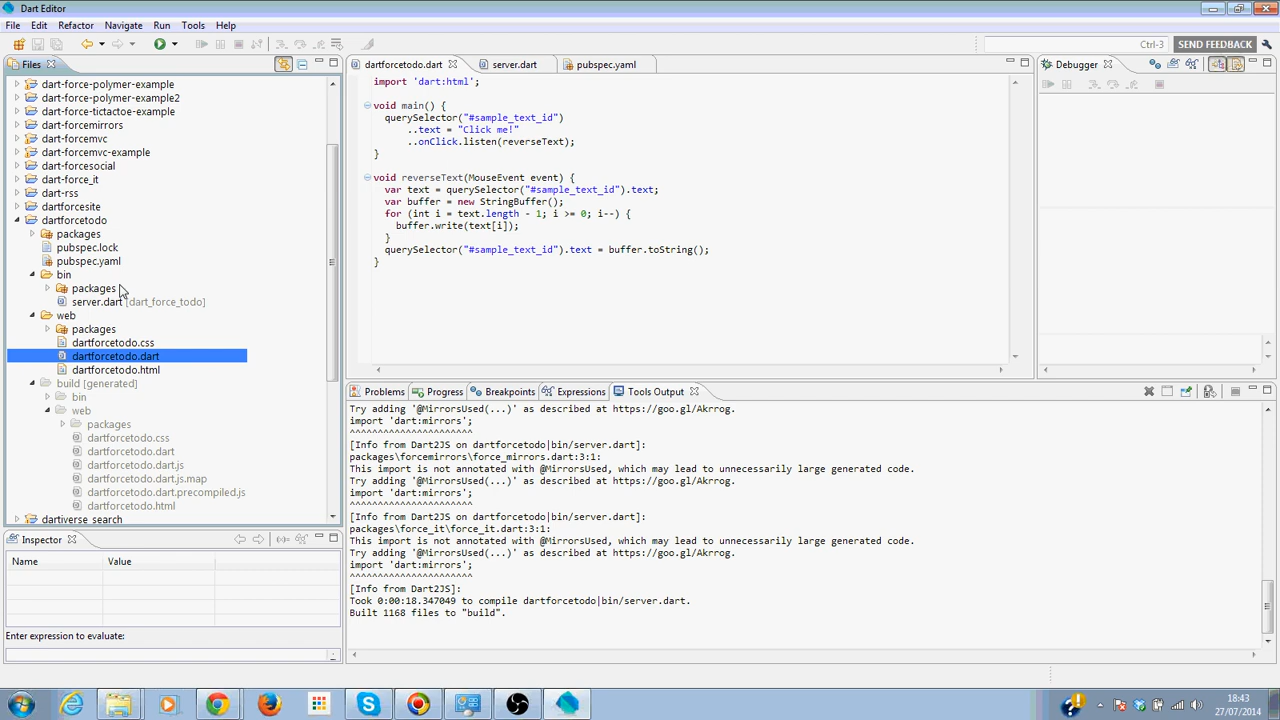 Dart Editor
File Edit Refactor Navigate Run Tools Help
Ctrl-3 SEND FEEDBACK
Files
dart-force-polymer-example
dart-force-polymer-example2
dart-force-tictactoe-example
dart-forcemirrors
dart-forcemvc
dart-forcemvc-example
dart-forcesocial
dart-force_it
dart-rss
dartforcesite
dartforcetodo
packages
pubspec.lock
pubspec.yaml
bin
packages
server.dart [dart_force_todo]
web
packages
dartforcetodo.css
dartforcetodo.dart
dartforcetodo.html
build [generated]
bin
web
packages
dartforcetodo.css
dartforcetodo.dart
dartforcetodo.dart.js
dartforcetodo.dart.js.map
dartforcetodo.dart.precompiled.js
dartforcetodo.html
dartiverse_search
dartforcetodo.dart server.dart pubspec.yaml
import 'dart:html';
void main() {
querySelector("#sample_text_id")
..text = "Click me!"
..onClick.listen(reverseText);
}
void reverseText(MouseEvent event) {
var text = querySelector("#sample_text_id").text;
var buffer = new StringBuffer();
for (int i = text.length - 1; i >= 0; i--) {
buffer.write(text[i]);
}
querySelector("#sample_text_id").text = buffer.toString();
}
Debugger
Inspector
Name Value
Enter expression to evaluate:
Problems Progress Breakpoints Expressions Tools Output
Try adding '@MirrorsUsed(...)' as described at https://goo.gl/Akrrog.
import 'dart:mirrors';
^^^^^^^^^^^^^^^^^^^^^^
[Info from Dart2JS on dartforcetodo|bin/server.dart]:
packages\forcemirrors\force_mirrors.dart:3:1:
This import is not annotated with @MirrorsUsed, which may lead to unnecessarily large generated code.
Try adding '@MirrorsUsed(...)' as described at https://goo.gl/Akrrog.
import 'dart:mirrors';
^^^^^^^^^^^^^^^^^^^^^^
[Info from Dart2JS on dartforcetodo|bin/server.dart]:
packages\force_it\force_it.dart:3:1:
This import is not annotated with @MirrorsUsed, which may lead to unnecessarily large generated code.
Try adding '@MirrorsUsed(...)' as described at https://goo.gl/Akrrog.
import 'dart:mirrors';
^^^^^^^^^^^^^^^^^^^^^^
[Info from Dart2JS]:
Took 0:00:18.347049 to compile dartforcetodo|bin/server.dart.
Built 1168 files to "build".
18:43
27/07/2014